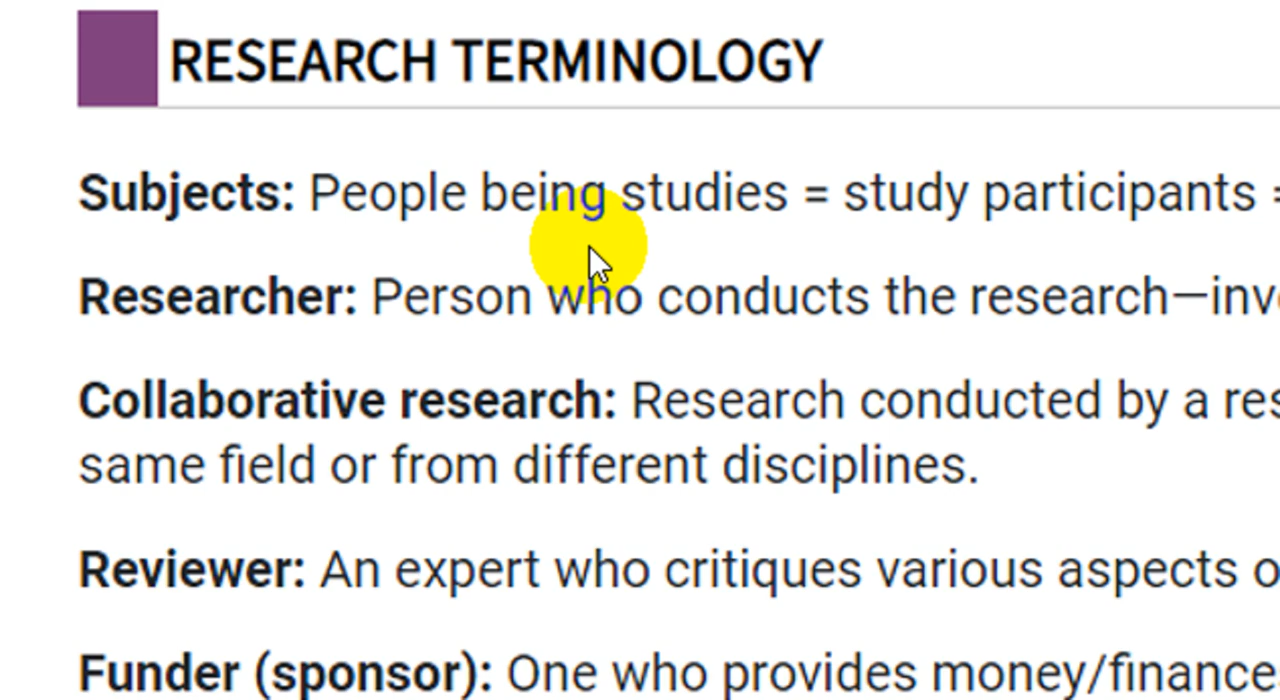 RESEARCH TERMINOLOGY
Subjects: People being studies = study participants =
Researcher: Person who conducts the research—inv
Collaborative research: Research conducted by a res
same field or from different disciplines.
Reviewer: An expert who critiques various aspects o
Funder (sponsor): One who provides money/finance